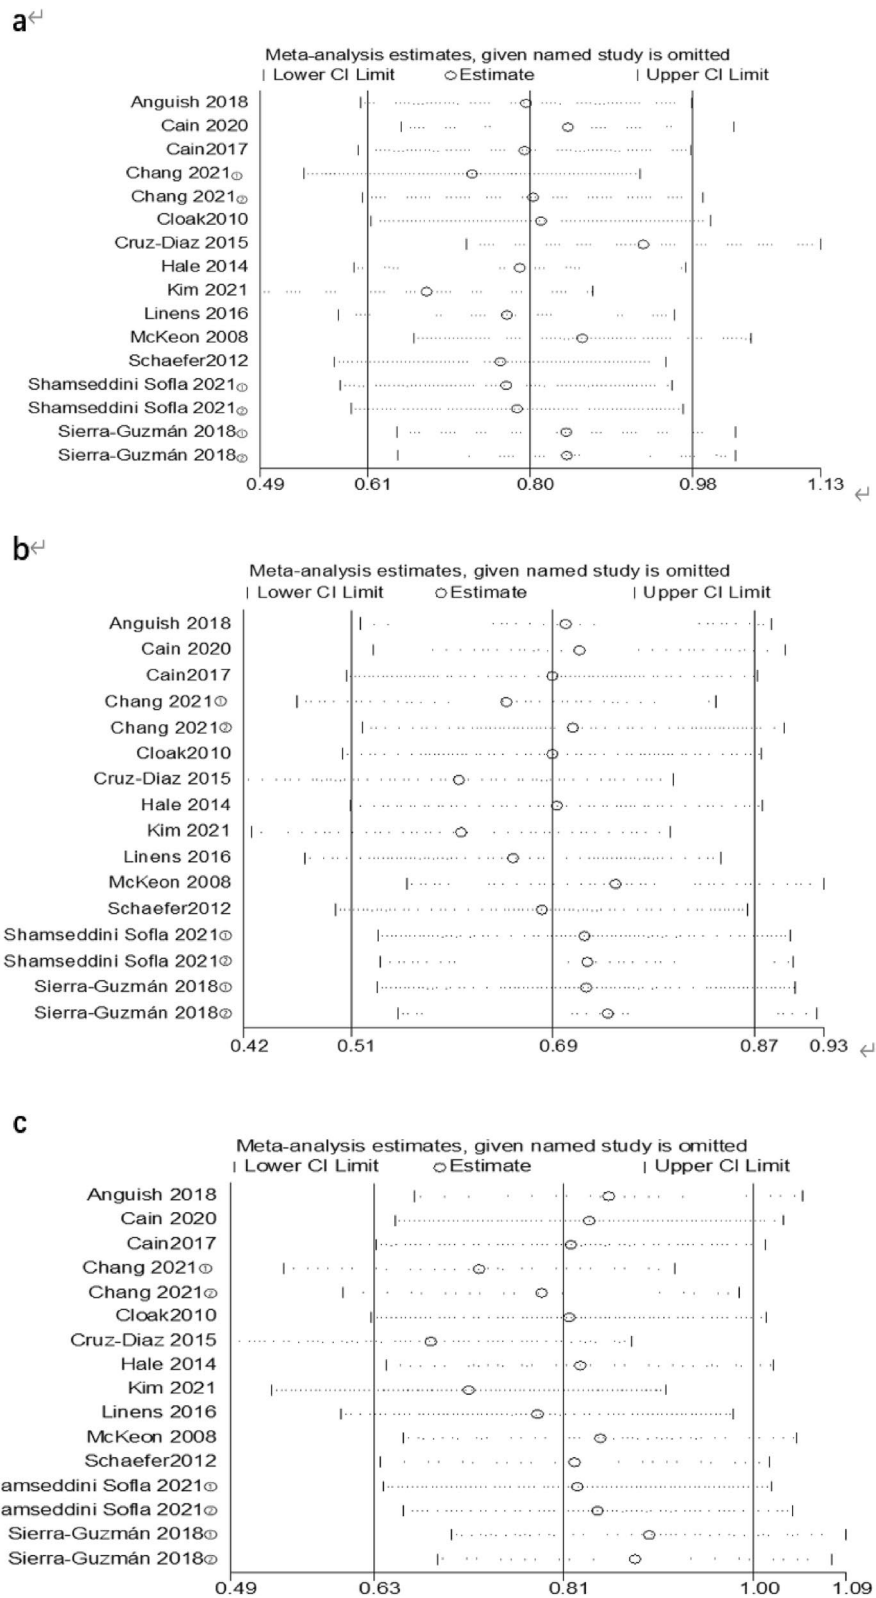 a↵
Meta-analysis estimates, given named study is omitted
| Lower CI Limit ○Estimate | Upper CI Limit
Anguish 2018
Cain 2020
Cain2017
Chang 2021①
Chang 2021②
Cloak2010
Cruz-Diaz 2015
Hale 2014
Kim 2021
Linens 2016
McKeon 2008
Schaefer2012
Shamseddini Sofla 2021①
Shamseddini Sofla 2021②
Sierra-Guzmán 2018①
Sierra-Guzmán 2018②
0.49 0.61 0.80 0.98 1.13 ↵
b↵
Meta-analysis estimates, given named study is omitted
| Lower CI Limit ○Estimate | Upper CI Limit
Anguish 2018
Cain 2020
Cain2017
Chang 2021①
Chang 2021②
Cloak2010
Cruz-Diaz 2015
Hale 2014
Kim 2021
Linens 2016
McKeon 2008
Schaefer2012
Shamseddini Sofla 2021①
Shamseddini Sofla 2021②
Sierra-Guzmán 2018①
Sierra-Guzmán 2018②
0.42 0.51 0.69 0.87 0.93 ↵
c
Meta-analysis estimates, given named study is omitted
| Lower CI Limit ○Estimate | Upper CI Limit
Anguish 2018
Cain 2020
Cain2017
Chang 2021①
Chang 2021②
Cloak2010
Cruz-Diaz 2015
Hale 2014
Kim 2021
Linens 2016
McKeon 2008
Schaefer2012
amseddini Sofla 2021①
amseddini Sofla 2021②
Sierra-Guzmán 2018①
Sierra-Guzmán 2018②
0.49 0.63 0.81 1.00 1.09